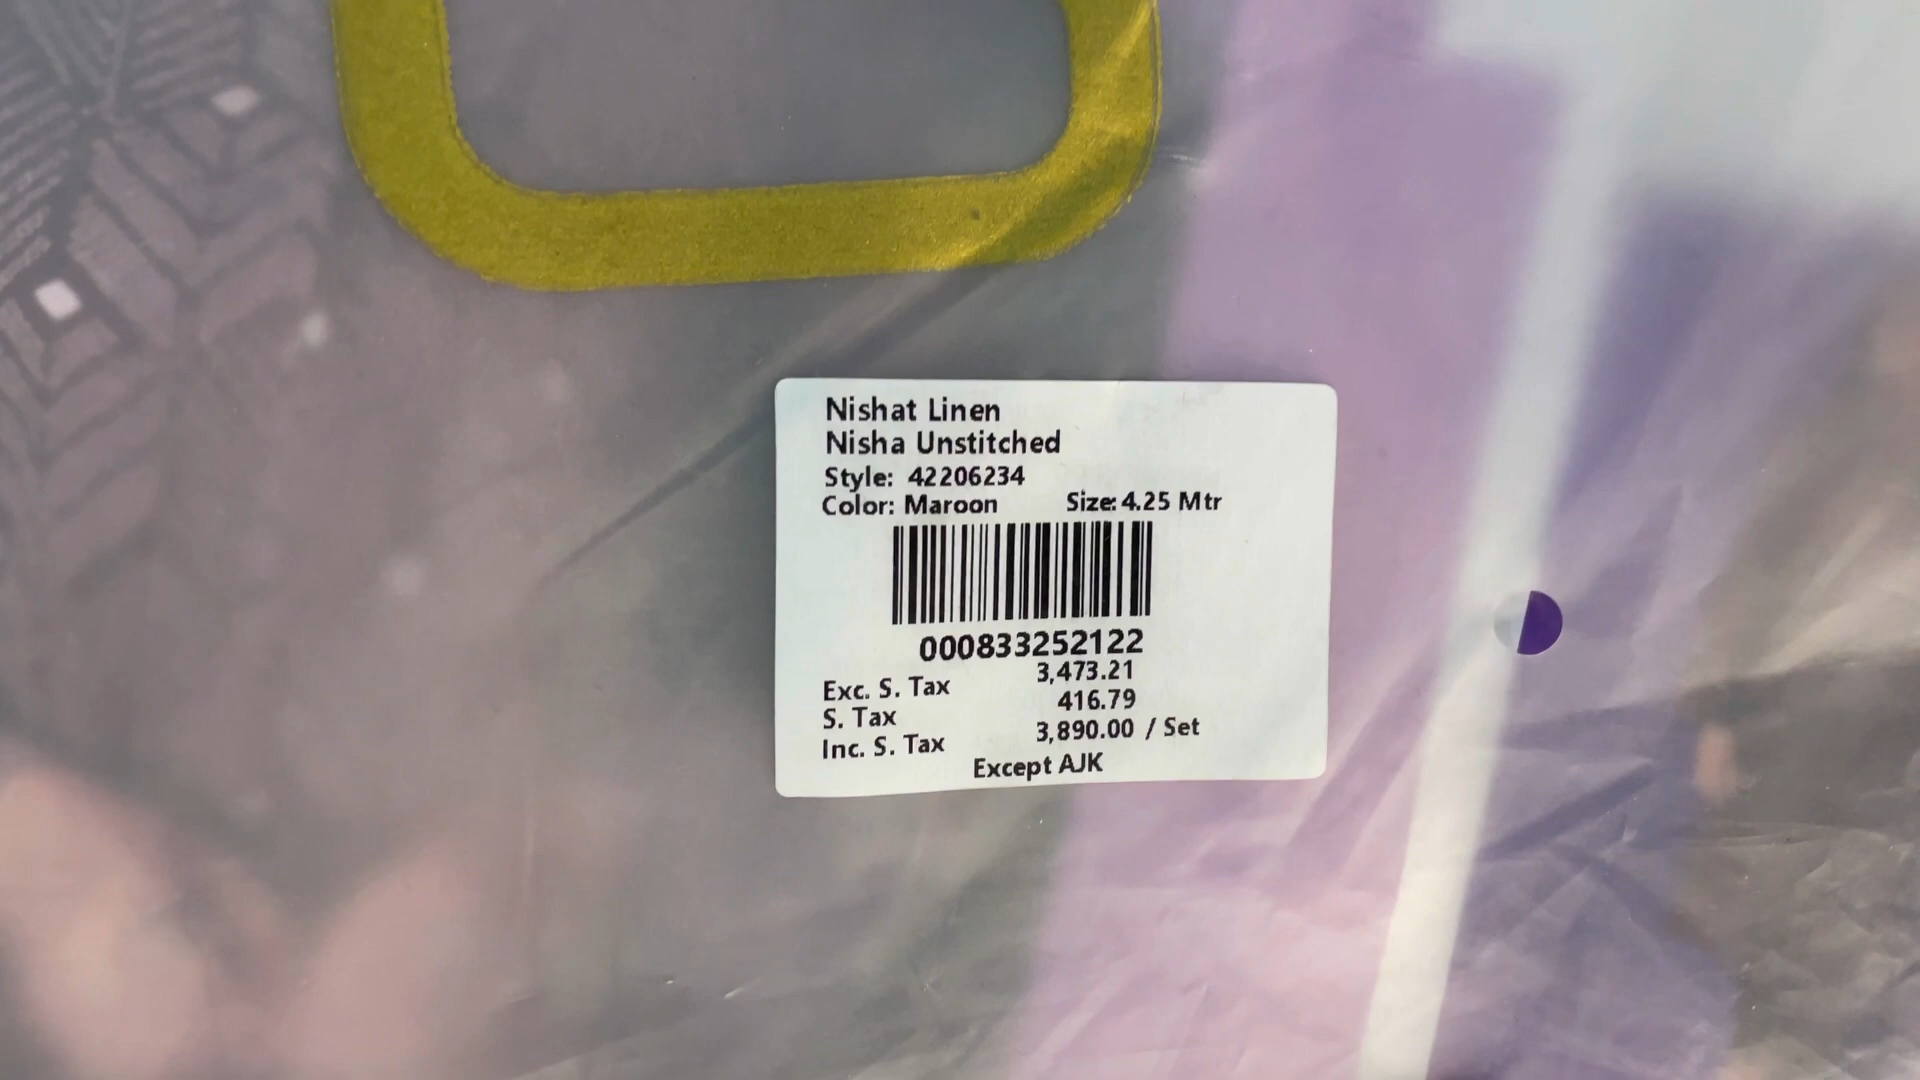 Nishat Linen
Nisha Unstitched
Style: 42206234
Color: Maroon Size: 4.25 Mtr
000833252122
Exc. S. Tax 3,473.21
S. Tax 416.79
Inc. S. Tax 3,890.00 / Set
Except AJK